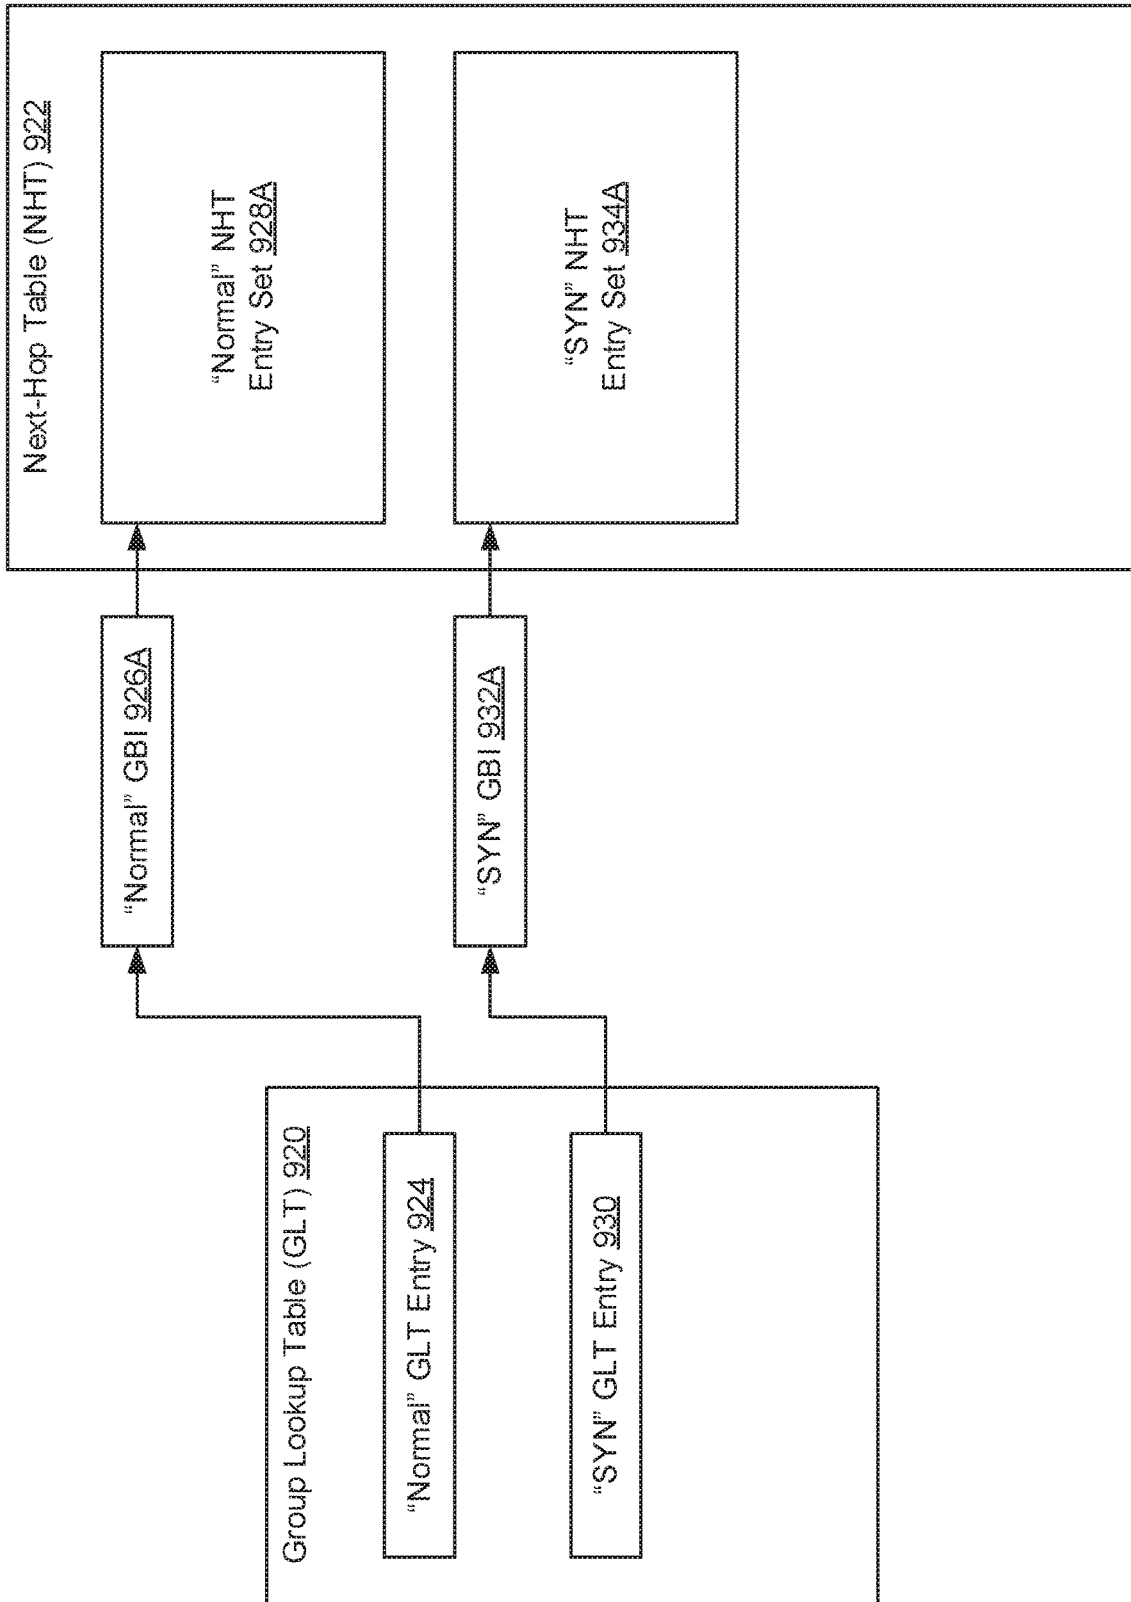 Group Lookup Table (GLT) 920
“Normal” GLT Entry 924
“SYN” GLT Entry 930
“Normal” GBI 926A
“SYN” GBI 932A
Next-Hop Table (NHT) 922
“Normal” NHT
Entry Set 928A
“SYN” NHT
Entry Set 934A